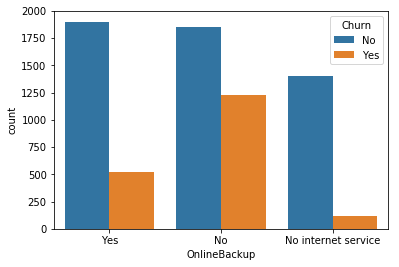 2000
1750
1500
1250
1000
750
500
250
0
count
Churn
No
Yes
Yes No No internet service
OnlineBackup